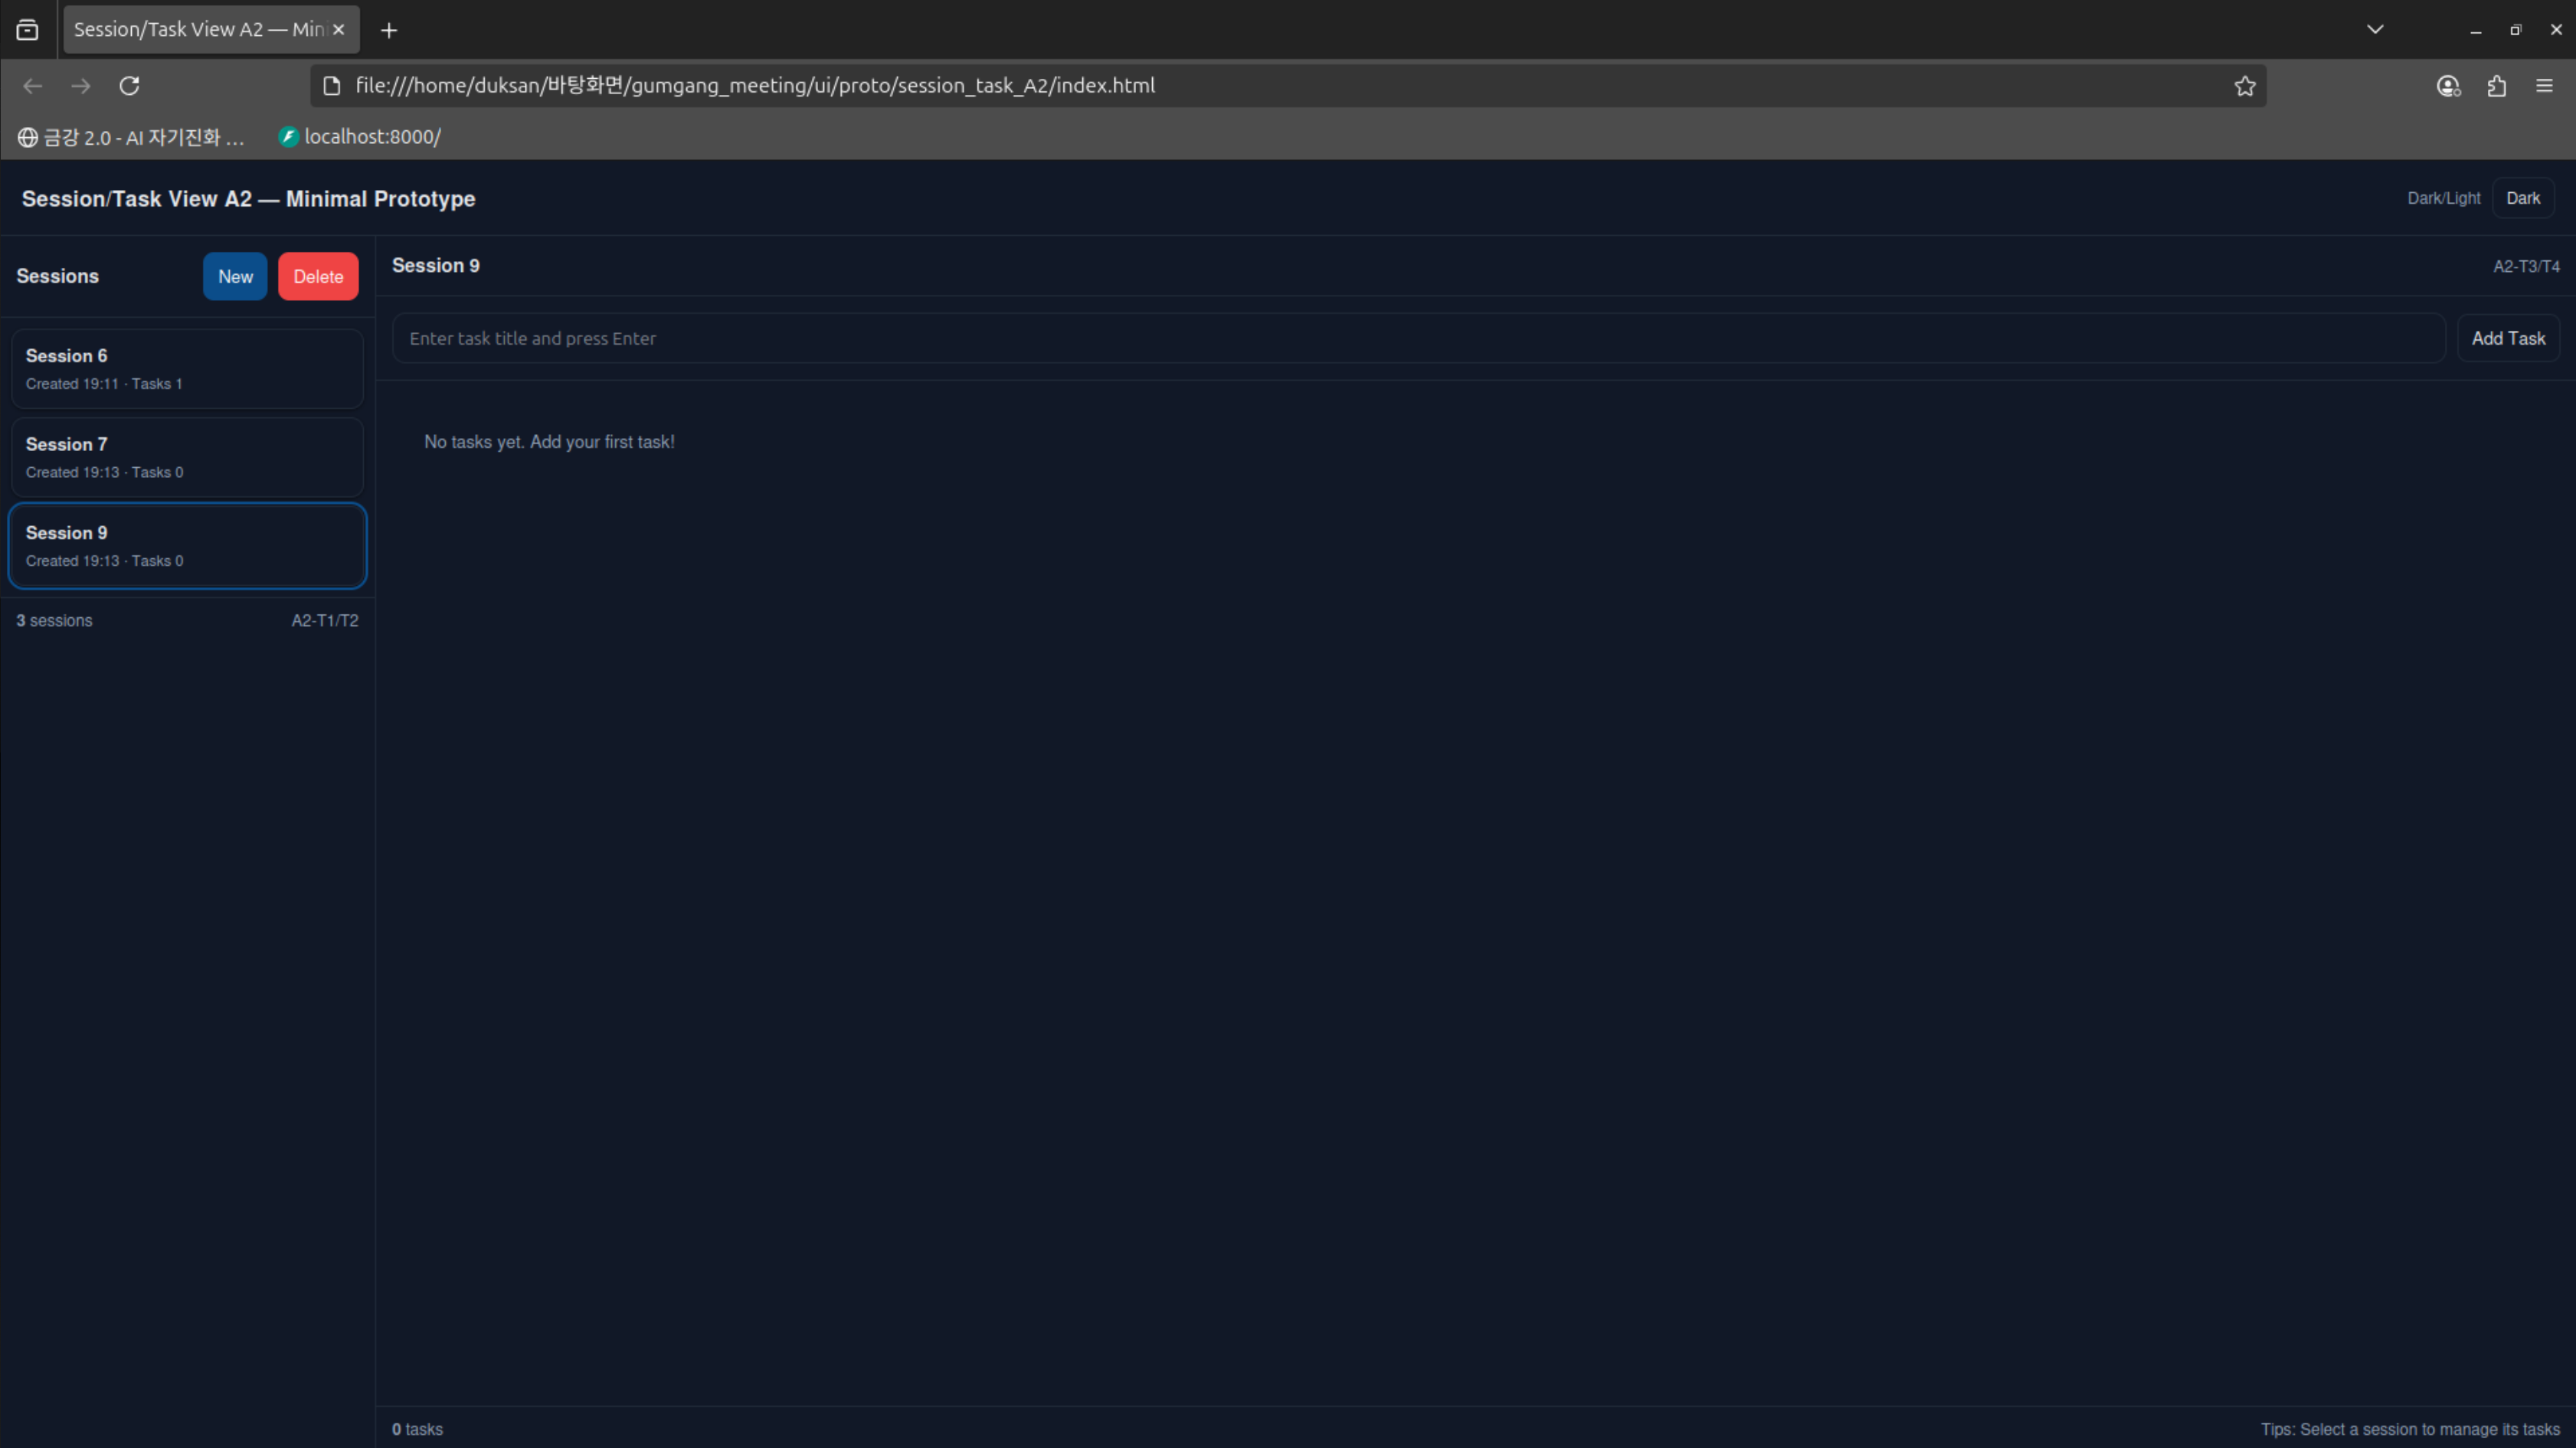 Session/Task View A2 — Min
file:///home/duksan/바탕화면/gumgang_meeting/ui/proto/session_task_A2/index.html
금강 2.0 - AI 자기진화 …
localhost:8000/
Session/Task View A2 — Minimal Prototype
Dark/Light
Dark
Sessions
New
Delete
Session 6
Created 19:11 · Tasks 1
Session 7
Created 19:13 · Tasks 0
Session 9
Created 19:13 · Tasks 0
3 sessions
A2-T1/T2
Session 9
A2-T3/T4
Enter task title and press Enter
Add Task
No tasks yet. Add your first task!
0 tasks
Tips: Select a session to manage its tasks